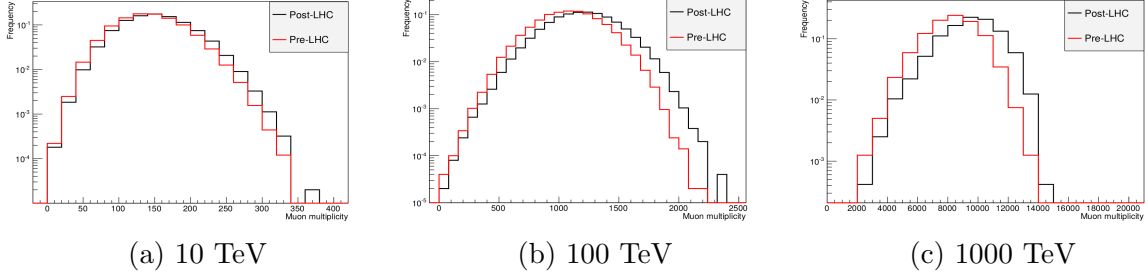 Frequency
10⁻¹
10⁻²
10⁻³
10⁻⁴
0 50 100 150 200 250 300 350 400
Muon multiplicity
Post-LHC
Pre-LHC
Frequency
10⁻¹
10⁻²
10⁻³
10⁻⁴
10⁻⁵
0 500 1000 1500 2000 2500
Muon multiplicity
Post-LHC
Pre-LHC
Frequency
10⁻¹
10⁻²
10⁻³
0 2000 4000 6000 8000 10000 12000 14000 16000 18000 20000
Muon multiplicity
Post-LHC
Pre-LHC
(a) 10 TeV
(b) 100 TeV
(c) 1000 TeV